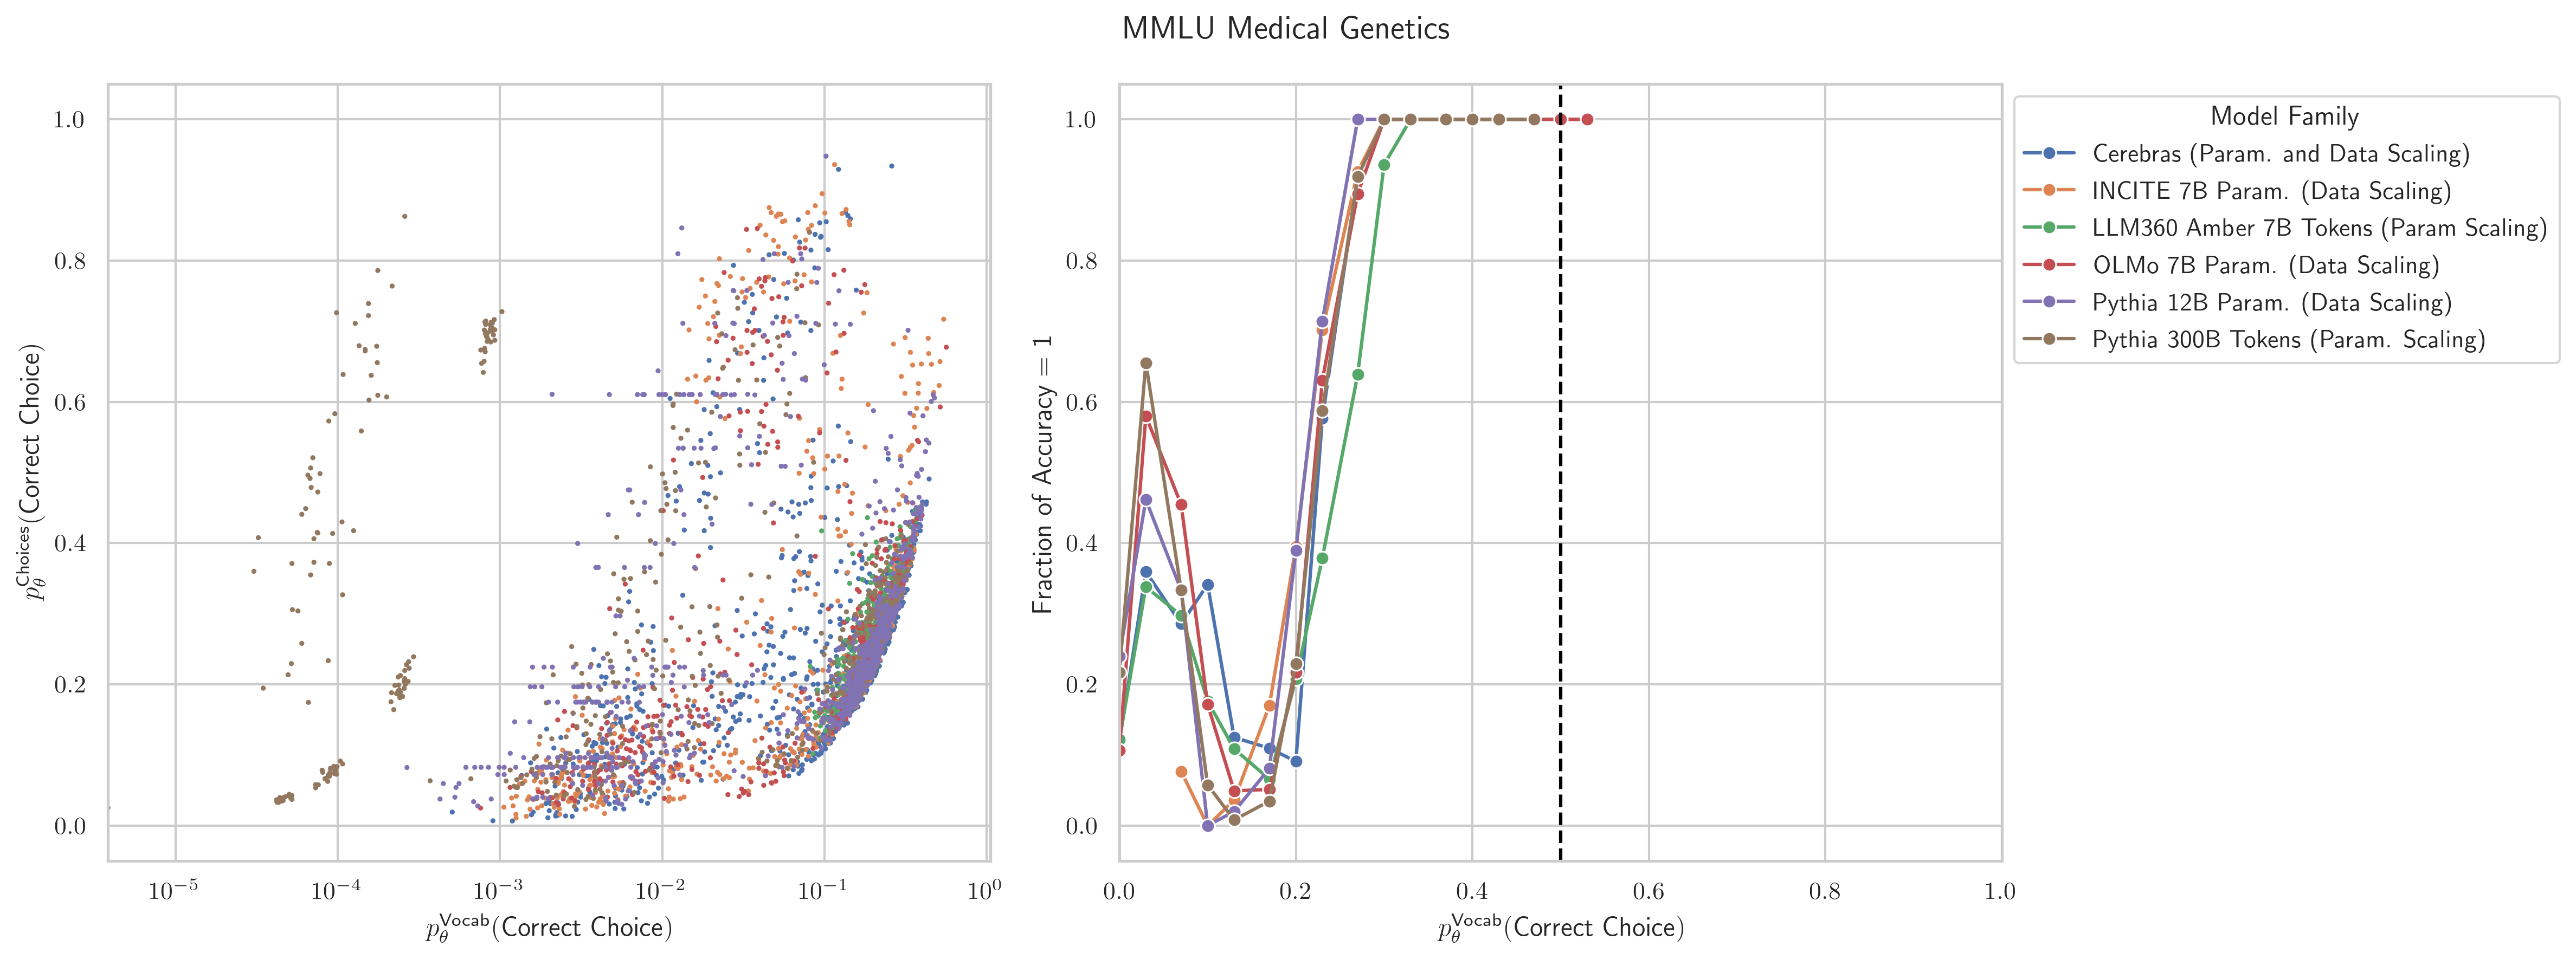 MMLU Medical Genetics
1.0
0.8
0.6
0.4
0.2
0.0
p_θ^Choices(Correct Choice)
10^−5
10^−4
10^−3
10^−2
10^−1
10^0
p_θ^Vocab(Correct Choice)
1.0
0.8
0.6
0.4
0.2
0.0
Fraction of Accuracy = 1
0.0
0.2
0.4
0.6
0.8
1.0
p_θ^Vocab(Correct Choice)
Model Family
Cerebras (Param. and Data Scaling)
INCITE 7B Param. (Data Scaling)
LLM360 Amber 7B Tokens (Param Scaling)
OLMo 7B Param. (Data Scaling)
Pythia 12B Param. (Data Scaling)
Pythia 300B Tokens (Param. Scaling)